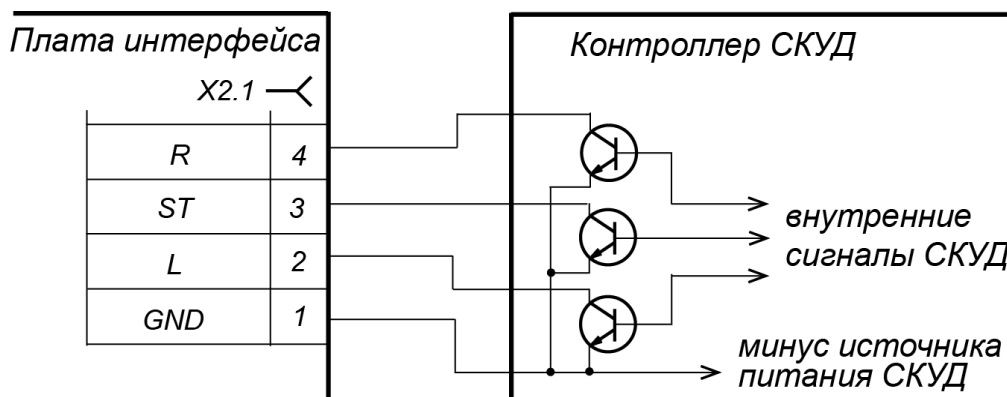 Плата интерфейса
Контроллер СКУД
X2.1
R 4
ST 3
L 2
GND 1
внутренние
сигналы СКУД
минус источника
питания СКУД